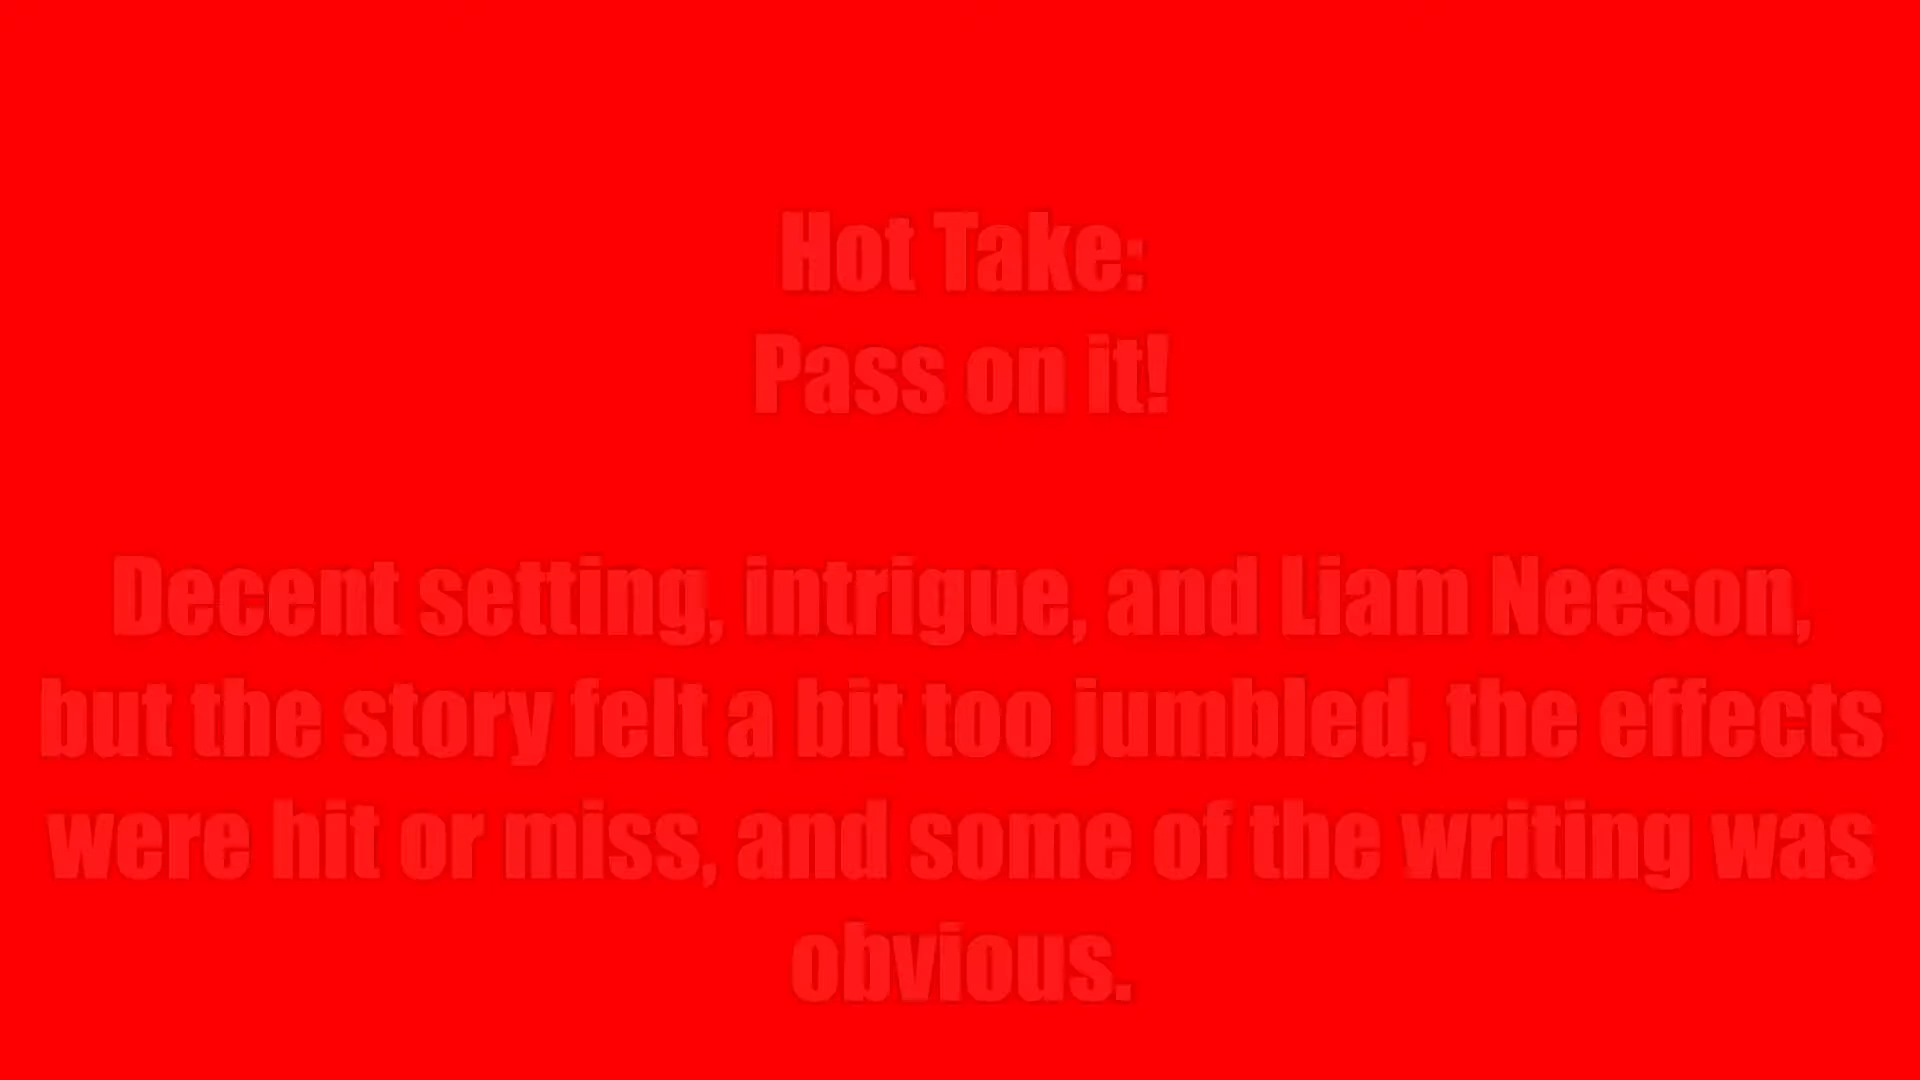 Hot Take:
Pass on it!
Decent setting, intrigue, and Liam Neeson,
but the story felt a bit too jumbled, the effects
were hit or miss, and some of the writing was
obvious.